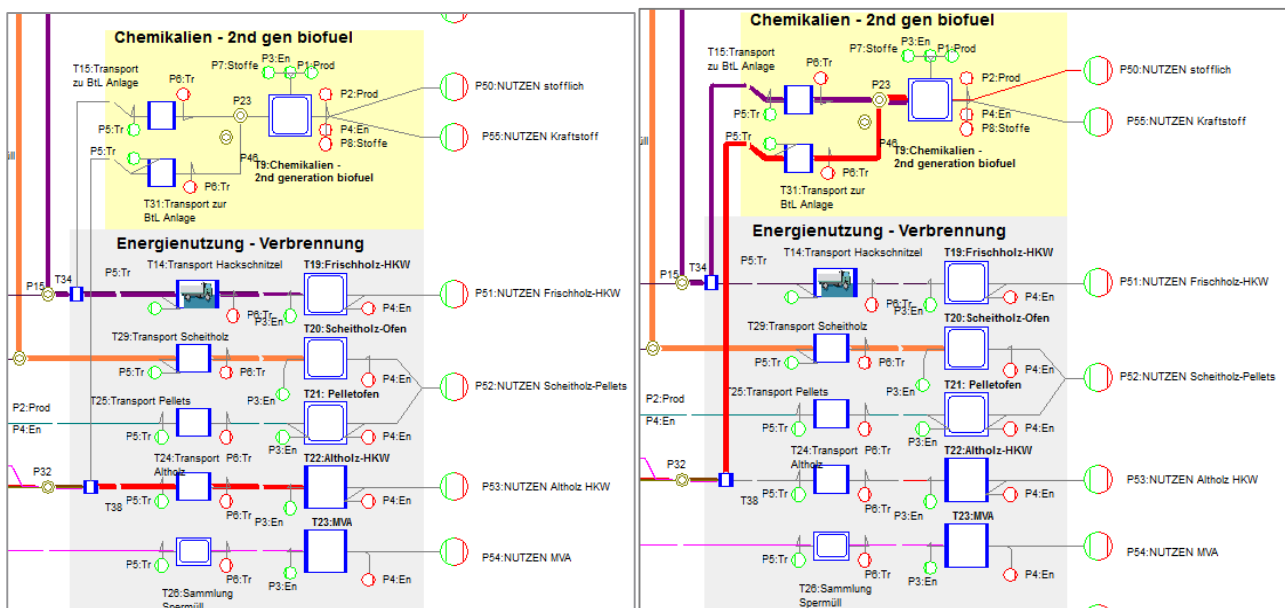 Chemikalien - 2nd gen biofuel
P3:En
T15:Transport
P7:Stoffe
P1:Prod
zu BtL Anlage
P6:Tr
P2:Prod
P50:NUTZEN stofflich
P23
P5:Tr
P4:En
P55:NUTZEN Kraftstoff
P8:Stoffe
P5:Tr
P46
T9:Chemikalien -
2nd generation biofuel
P6:Tr
T31:Transport zur
BtL Anlage
üll
Energienutzung - Verbrennung
P5:Tr
T14:Transport Hackschnitzel
T19:Frischholz-HKW
P15
T34
P51:NUTZEN Frischholz-HKW
P4:En
P6:Tr
P3:En
T20:Scheitholz-Ofen
T29:Transport Scheitholz
P5:Tr
P6:Tr
P4:En
P52:NUTZEN Scheitholz-Pellets
P3:En
T21: Pelletofen
T25:Transport Pellets
P2:Prod
P4:En
P5:Tr
P6:Tr
P3:En
P4:En
T24:Transport
Altholz
T22:Altholz-HKW
P32
P53:NUTZEN Altholz HKW
T38
P5:Tr
P6:Tr
P3:En
P4:En
T23:MVA
P54:NUTZEN MVA
P5:Tr
P6:Tr
P3:En
P4:En
T26:Sammlung
Spermüll
Chemikalien - 2nd gen biofuel
P3:En
T15:Transport
P7:Stoffe
P1:Prod
zu BtL Anlage
P6:Tr
P2:Prod
P50:NUTZEN stofflich
P23
P5:Tr
P4:En
P55:NUTZEN Kraftstoff
P8:Stoffe
P5:Tr
P46
T9:Chemikalien -
2nd generation biofuel
P6:Tr
T31:Transport zur
BtL Anlage
üll
Energienutzung - Verbrennung
P5:Tr
T14:Transport Hackschnitzel
T19:Frischholz-HKW
P15
T34
P51:NUTZEN Frischholz-HKW
P4:En
P6:Tr
P3:En
T20:Scheitholz-Ofen
T29:Transport Scheitholz
P5:Tr
P6:Tr
P4:En
P52:NUTZEN Scheitholz-Pellets
P3:En
T21: Pelletofen
T25:Transport Pellets
P2:Prod
P4:En
P5:Tr
P6:Tr
P3:En
P4:En
T24:Transport
Altholz
T22:Altholz-HKW
P32
P53:NUTZEN Altholz HKW
T38
P5:Tr
P6:Tr
P3:En
P4:En
T23:MVA
P54:NUTZEN MVA
P5:Tr
P6:Tr
P3:En
P4:En
T26:Sammlung
Spermüll